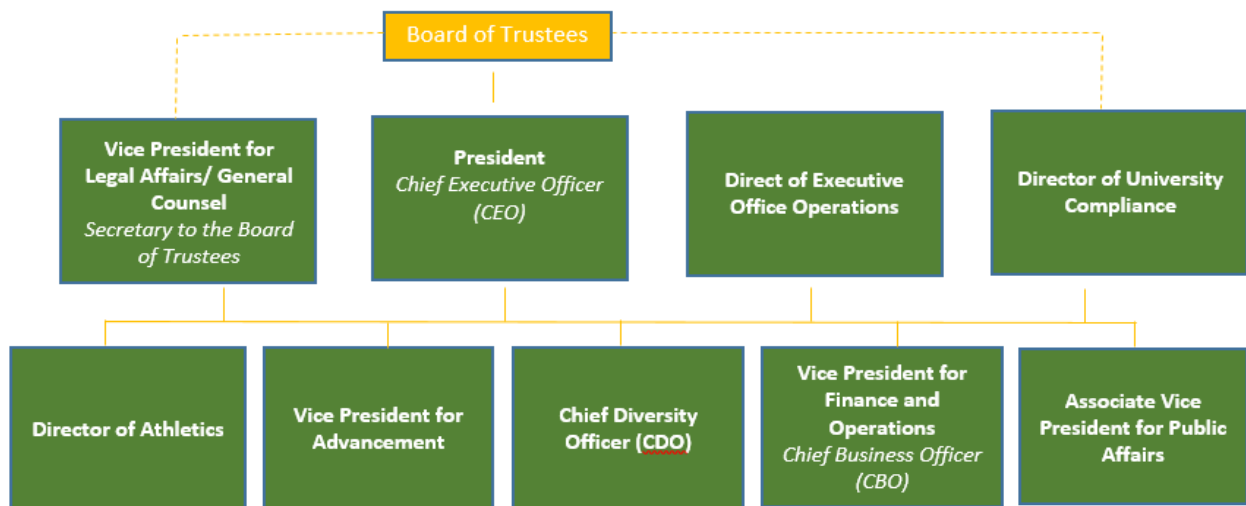 Board of Trustees
Vice President for
Legal Affairs/ General
Counsel
Secretary to the Board
of Trustees
President
Chief Executive Officer
(CEO)
Direct of Executive
Office Operations
Director of University
Compliance
Director of Athletics
Vice President for
Advancement
Chief Diversity
Officer (CDO)
Vice President for
Finance and
Operations
Chief Business Officer
(CBO)
Associate Vice
President for Public
Affairs